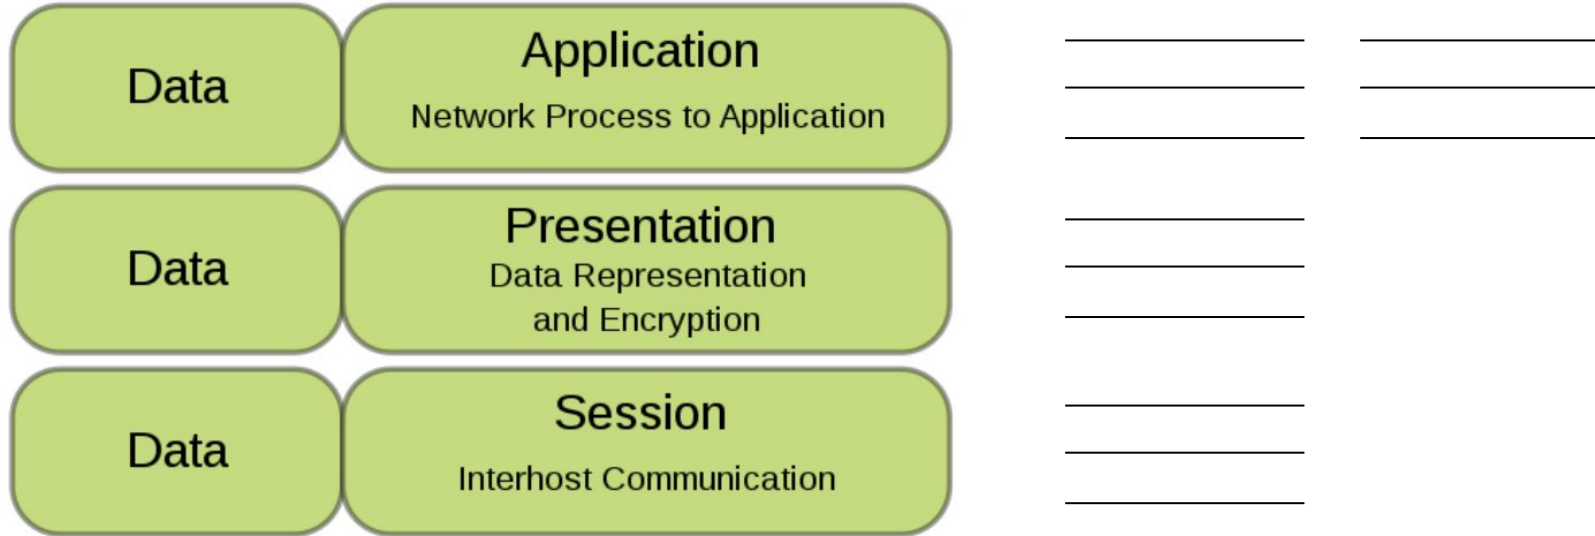 Data
Application
Network Process to Application
Data
Presentation
Data Representation
and Encryption
Data
Session
Interhost Communication